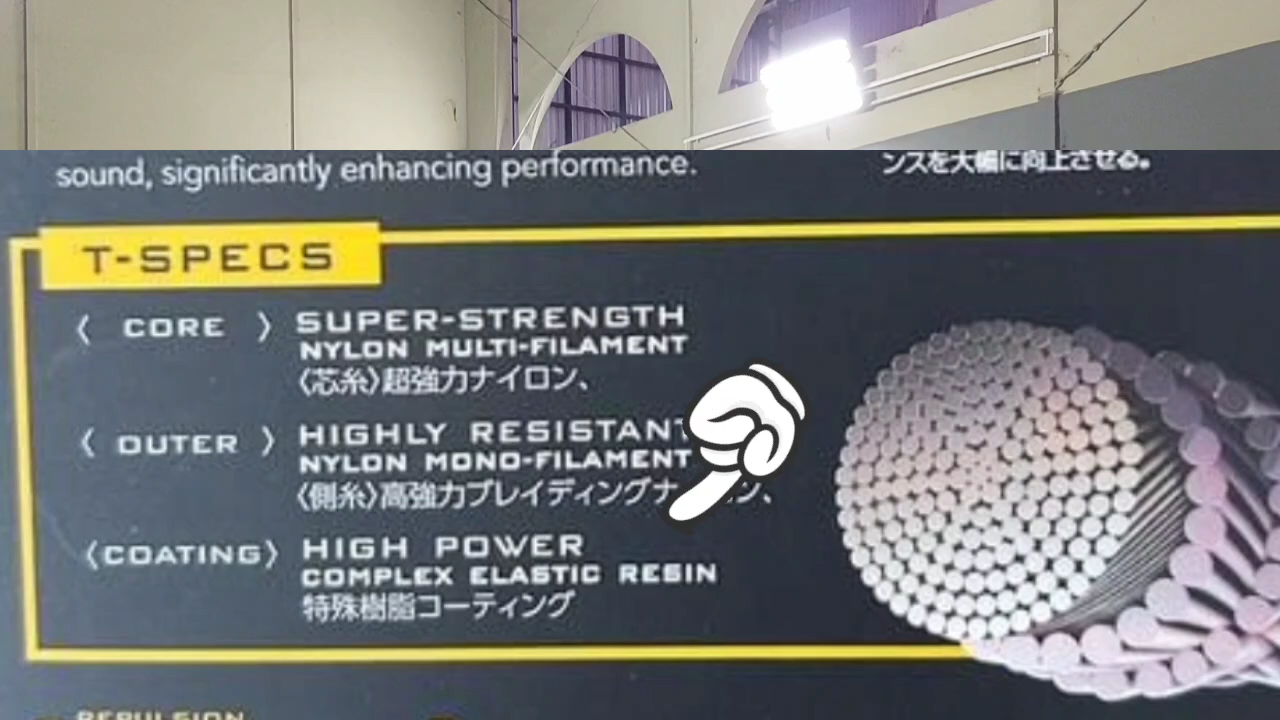 sound, significantly enhancing performance.
ンスを大幅に向上させる。
T-SPECS
〈 CORE 〉 SUPER-STRENGTH
NYLON MULTI-FILAMENT
〈芯糸〉超強力ナイロン、
〈 OUTER 〉 HIGHLY RESISTANT
NYLON MONO-FILAMENT
〈側糸〉高強力ブレイディングナ ン、
〈COATING〉 HIGH POWER
COMPLEX ELASTIC RESIN
特殊樹脂コーティング
REPULSION